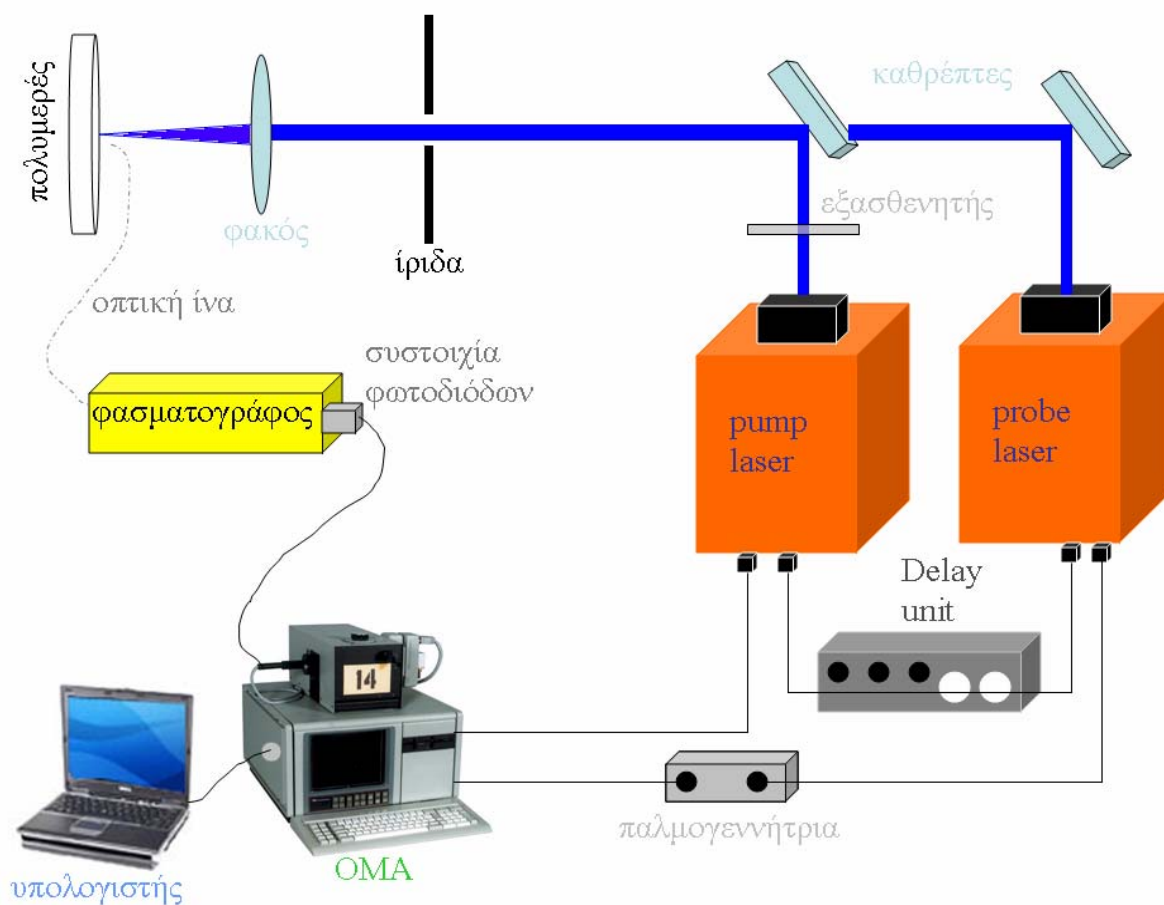 πολυμερές
φακός
ίριδα
καθρέπτες
εξασθενητής
οπτική ίνα
συστοιχία
φωτοδιόδων
φασματογράφος
pump
laser
probe
laser
Delay
unit
14
παλμογεννήτρια
OMA
υπολογιστής